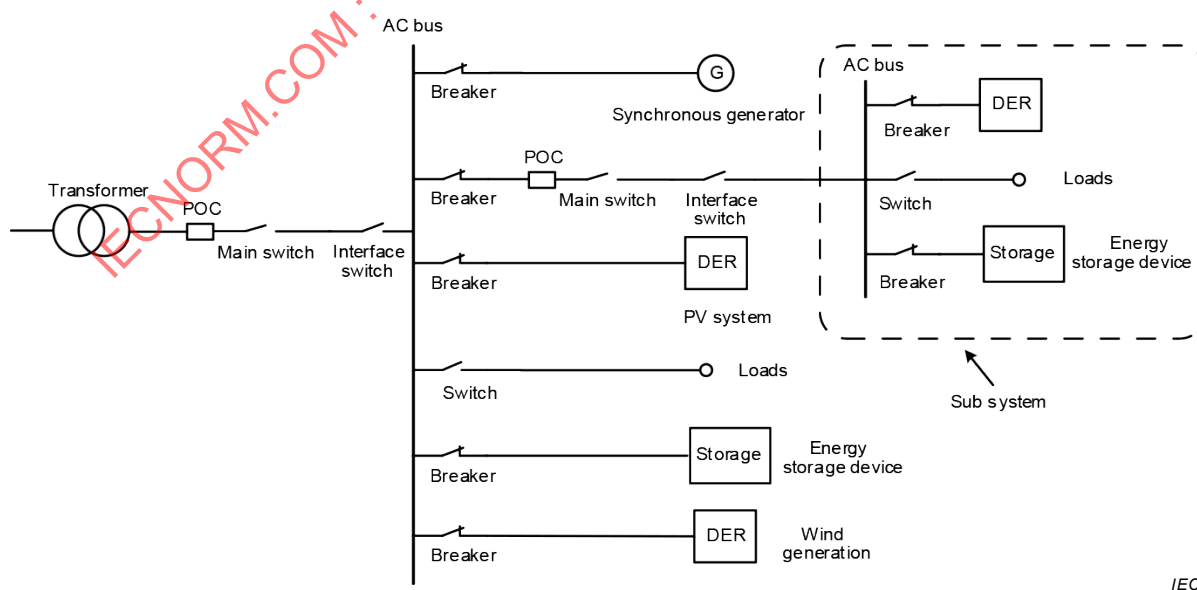 AC bus
G
Breaker
Synchronous generator
AC bus
DER
Breaker
POC
Breaker
Main switch
Interface
switch
Loads
Switch
Transformer
POC
Main switch
Interface
switch
DER
Breaker
PV system
Storage
Energy
storage device
Breaker
Loads
Switch
Sub system
Storage
Energy
storage device
Breaker
DER
Wind
generation
Breaker
IEC
IECNORM.COM :